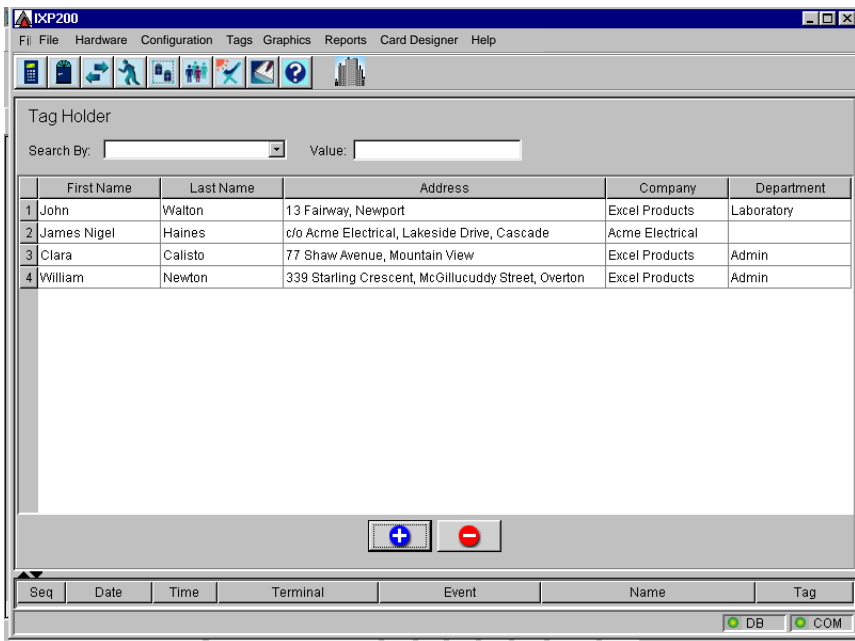 IXP200
Fil File Hardware Configuration Tags Graphics Reports Card Designer Help
Tag Holder
Search By: Value:
First Name Last Name Address Company Department
1 John Walton 13 Fairway, Newport Excel Products Laboratory
2 James Nigel Haines c/o Acme Electrical, Lakeside Drive, Cascade Acme Electrical
3 Clara Calisto 77 Shaw Avenue, Mountain View Excel Products Admin
4 William Newton 339 Starling Crescent, McGillucuddy Street, Overton Excel Products Admin
Seq Date Time Terminal Event Name Tag
DB COM